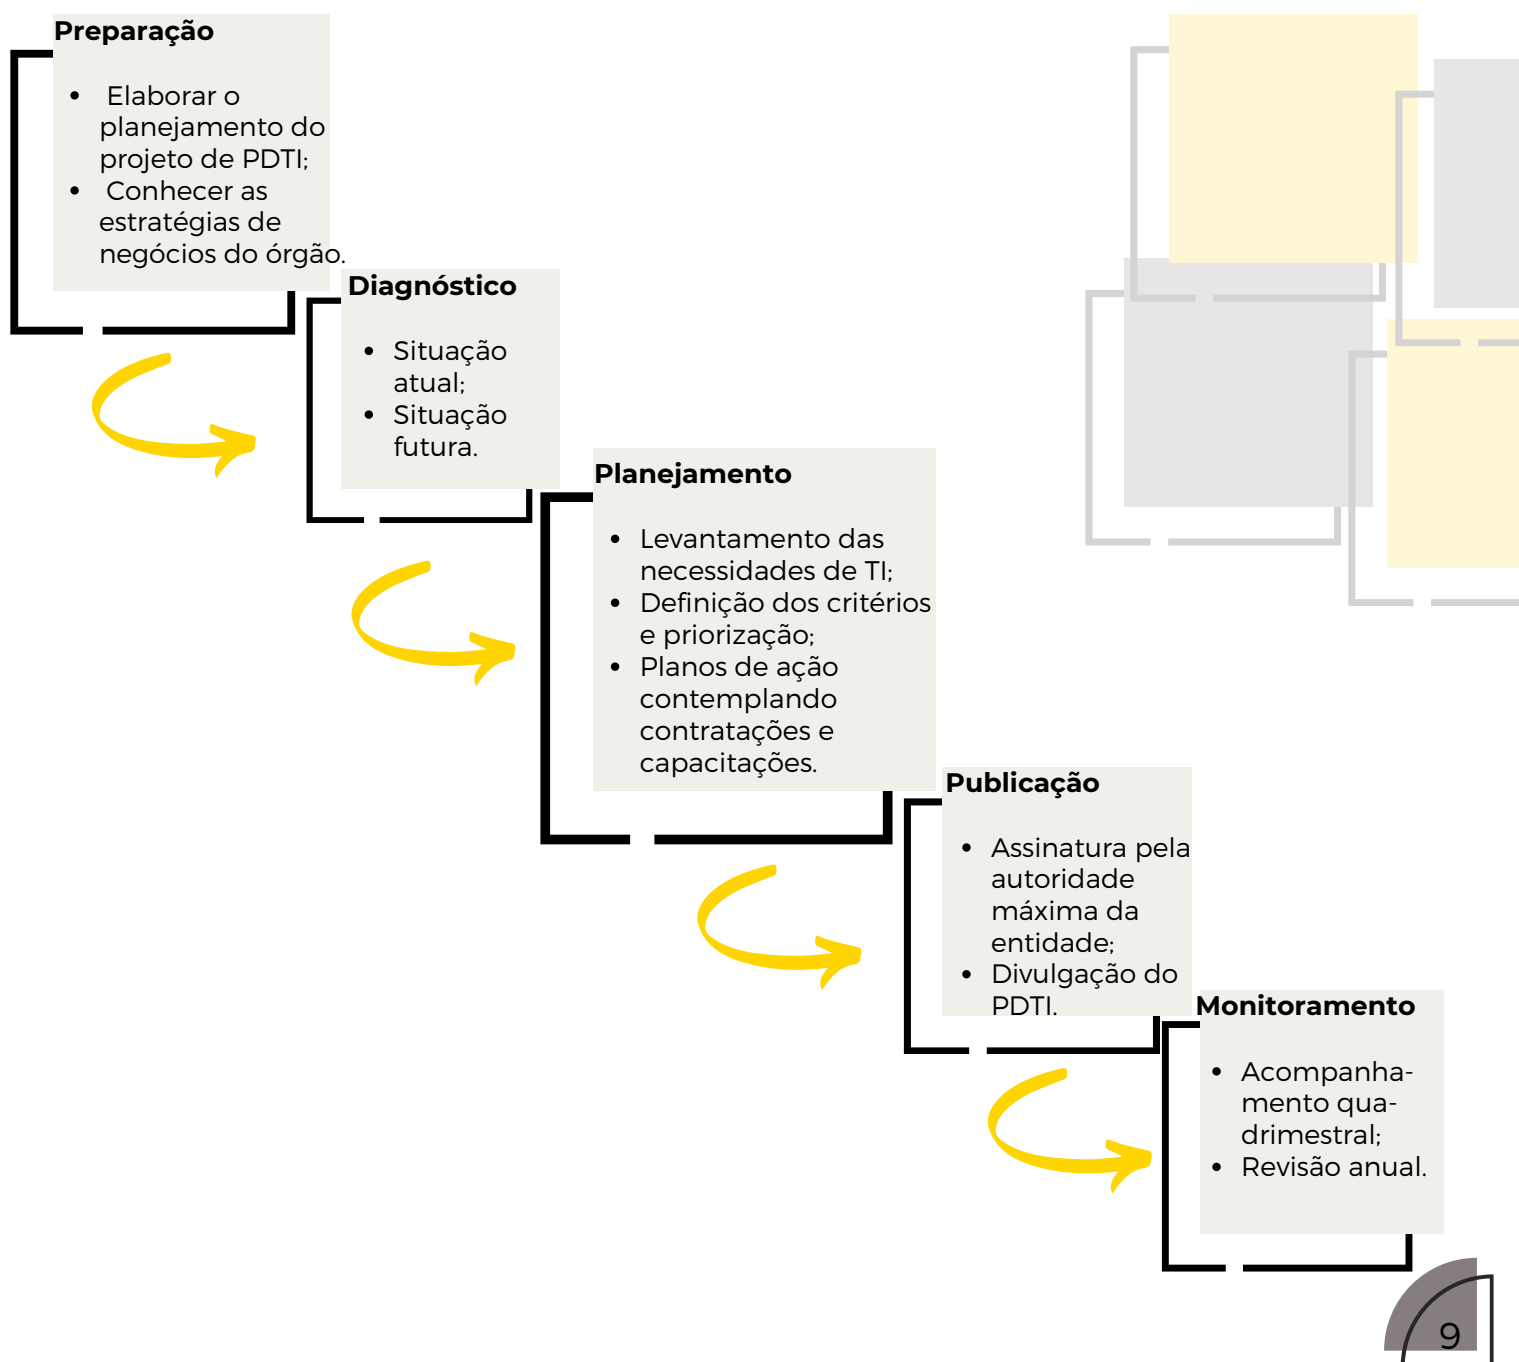 Preparação
• Elaborar o
planejamento do
projeto de PDTI;
• Conhecer as
estratégias de
negócios do órgão.
Diagnóstico
• Situação
atual;
• Situação
futura.
Planejamento
• Levantamento das
necessidades de TI;
• Definição dos critérios
e priorização;
• Planos de ação
contemplando
contratações e
capacitações.
Publicação
• Assinatura pela
autoridade
máxima da
entidade;
• Divulgação do
PDTI.
Monitoramento
• Acompanha-
mento qua-
drimestral;
• Revisão anual.
9